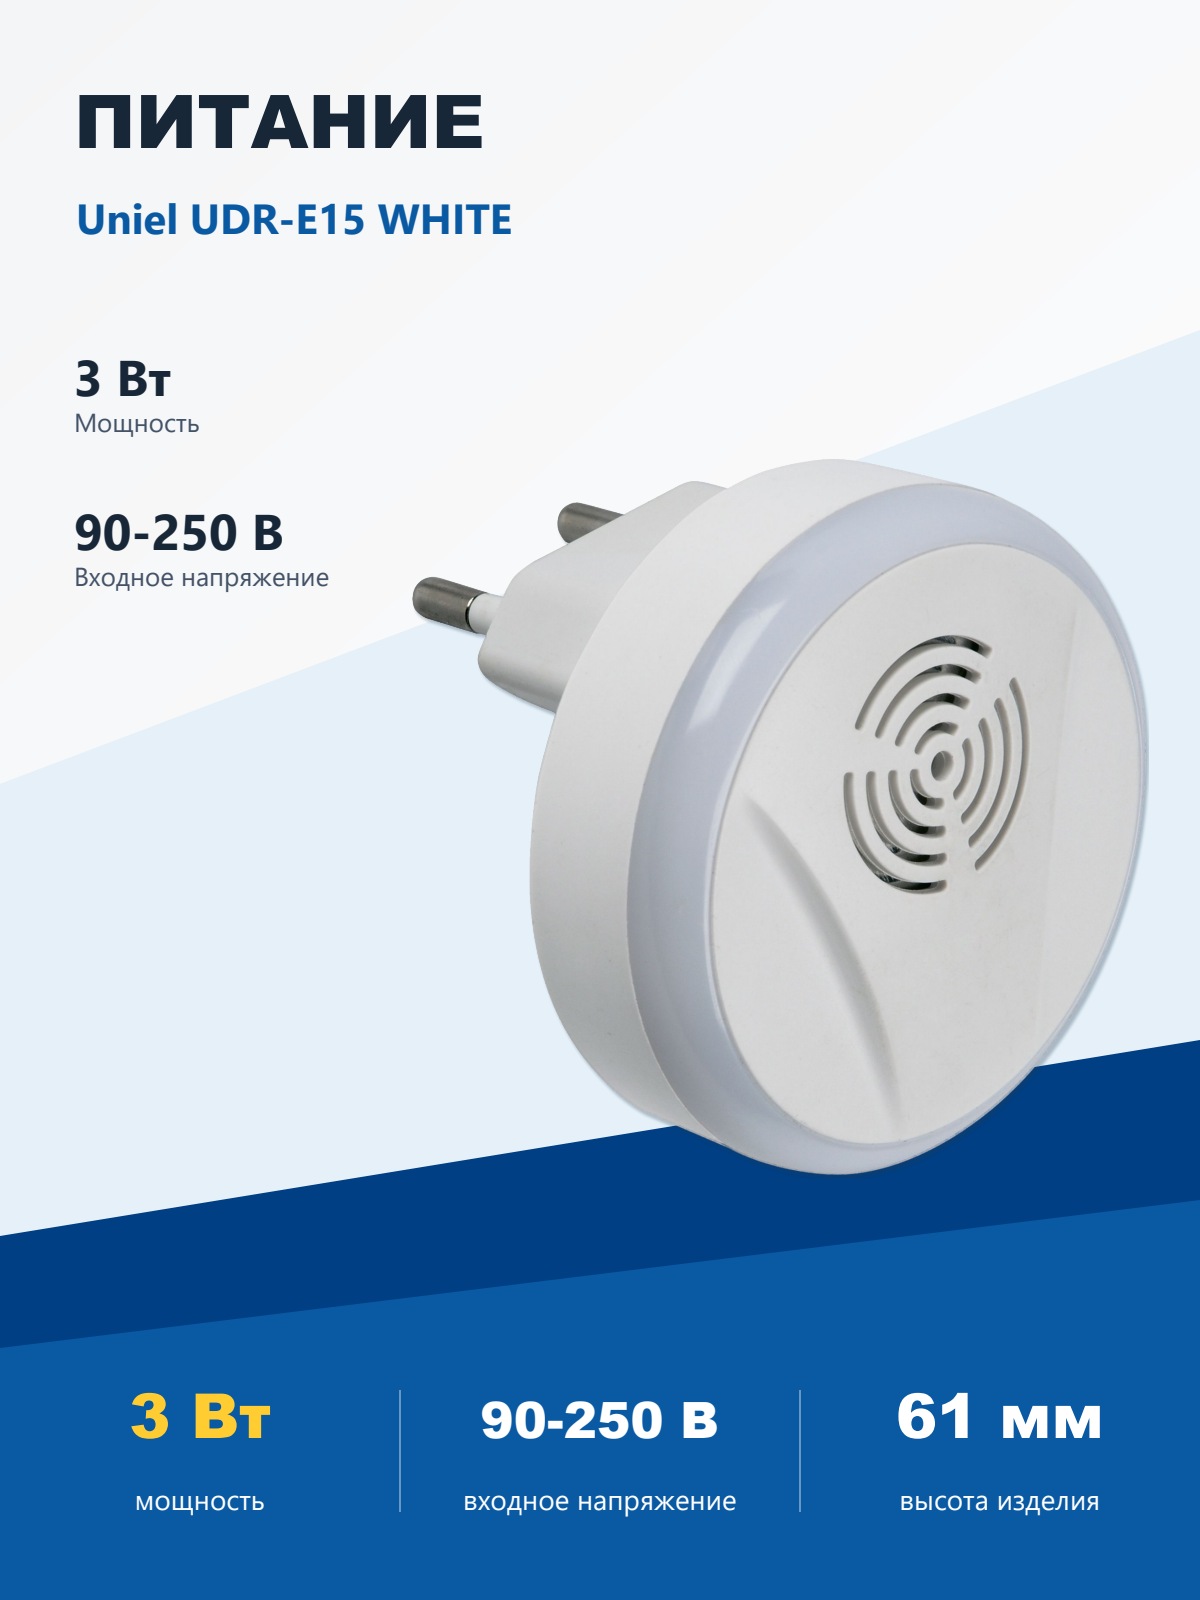 ПИТАНИЕ
Uniel UDR-E15 WHITE
3 Вт
Мощность
90-250 В
Входное напряжение
3 Вт
мощность
90-250 В
входное напряжение
61 мм
высота изделия